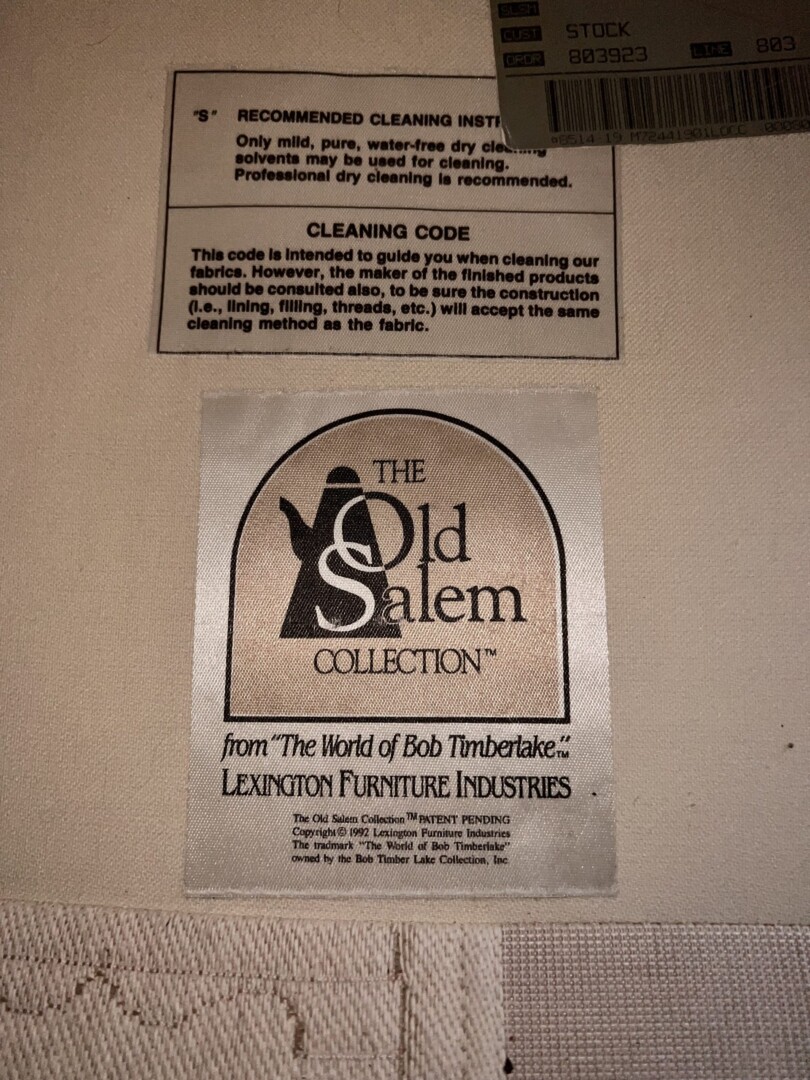 SLSM
CUST STOCK
ORDR 803923 LINE 803
"S" RECOMMENDED CLEANING
Only mild, pure, water-free dry
solvents may be used for cleaning.
Professional dry cleaning is recommended.
CLEANING CODE
This code is intended to guide you when cleaning our
fabrics. However, the maker of the finished products
should be consulted also, to be sure the construction
(i.e., lining, filling, threads, etc.) will accept the same
cleaning method as the fabric.
THE
Old
Salem
COLLECTION™
from "The World of Bob Timberlake."™
LEXINGTON FURNITURE INDUSTRIES
The Old Salem Collection™ PATENT PENDING
Copyright © 1992 Lexington Furniture Industries
The tradmark "The World of Bob Timberlake"
owned by the Bob Timber Lake Collection, Inc.